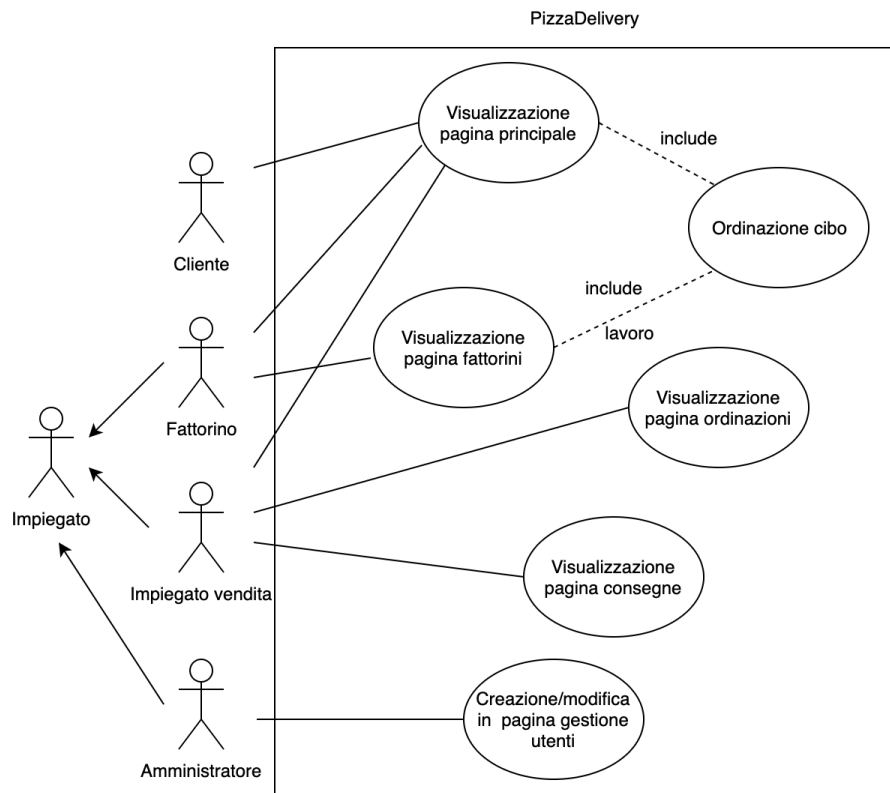 PizzaDelivery
Visualizzazione
pagina principale
include
Ordinazione cibo
Cliente
include
lavoro
Visualizzazione
pagina fattorini
Fattorino
Visualizzazione
pagina ordinazioni
Impiegato
Impiegato vendita
Visualizzazione
pagina consegne
Creazione/modifica
in pagina gestione
utenti
Amministratore